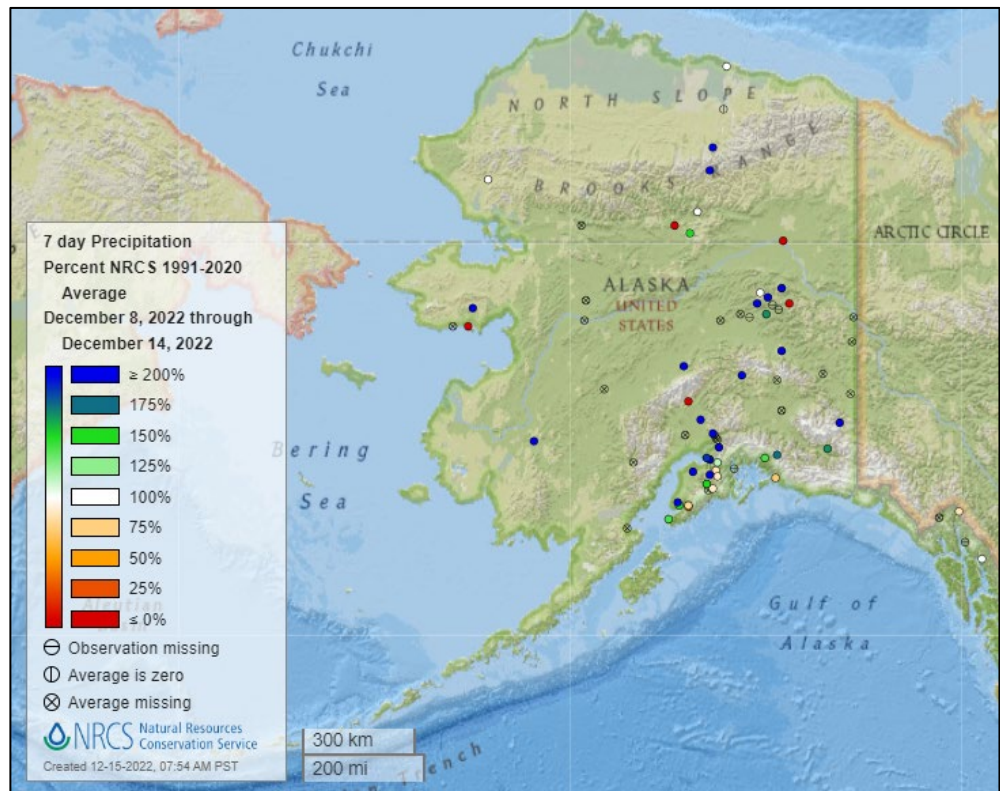 Chukchi
Sea
NORTH SLOPE
BROOKS RANGE
ARCTIC CIRCLE
ALASKA
UNITED
STATES
Bering
Sea
Gulf of
Alaska
Trench
7 day Precipitation
Percent NRCS 1991-2020
Average
December 8, 2022 through
December 14, 2022
≥ 200%
175%
150%
125%
100%
75%
50%
25%
≤ 0%
Observation missing
Average is zero
Average missing
NRCS Natural Resources
Conservation Service
Created 12-15-2022, 07:54 AM PST
300 km
200 mi